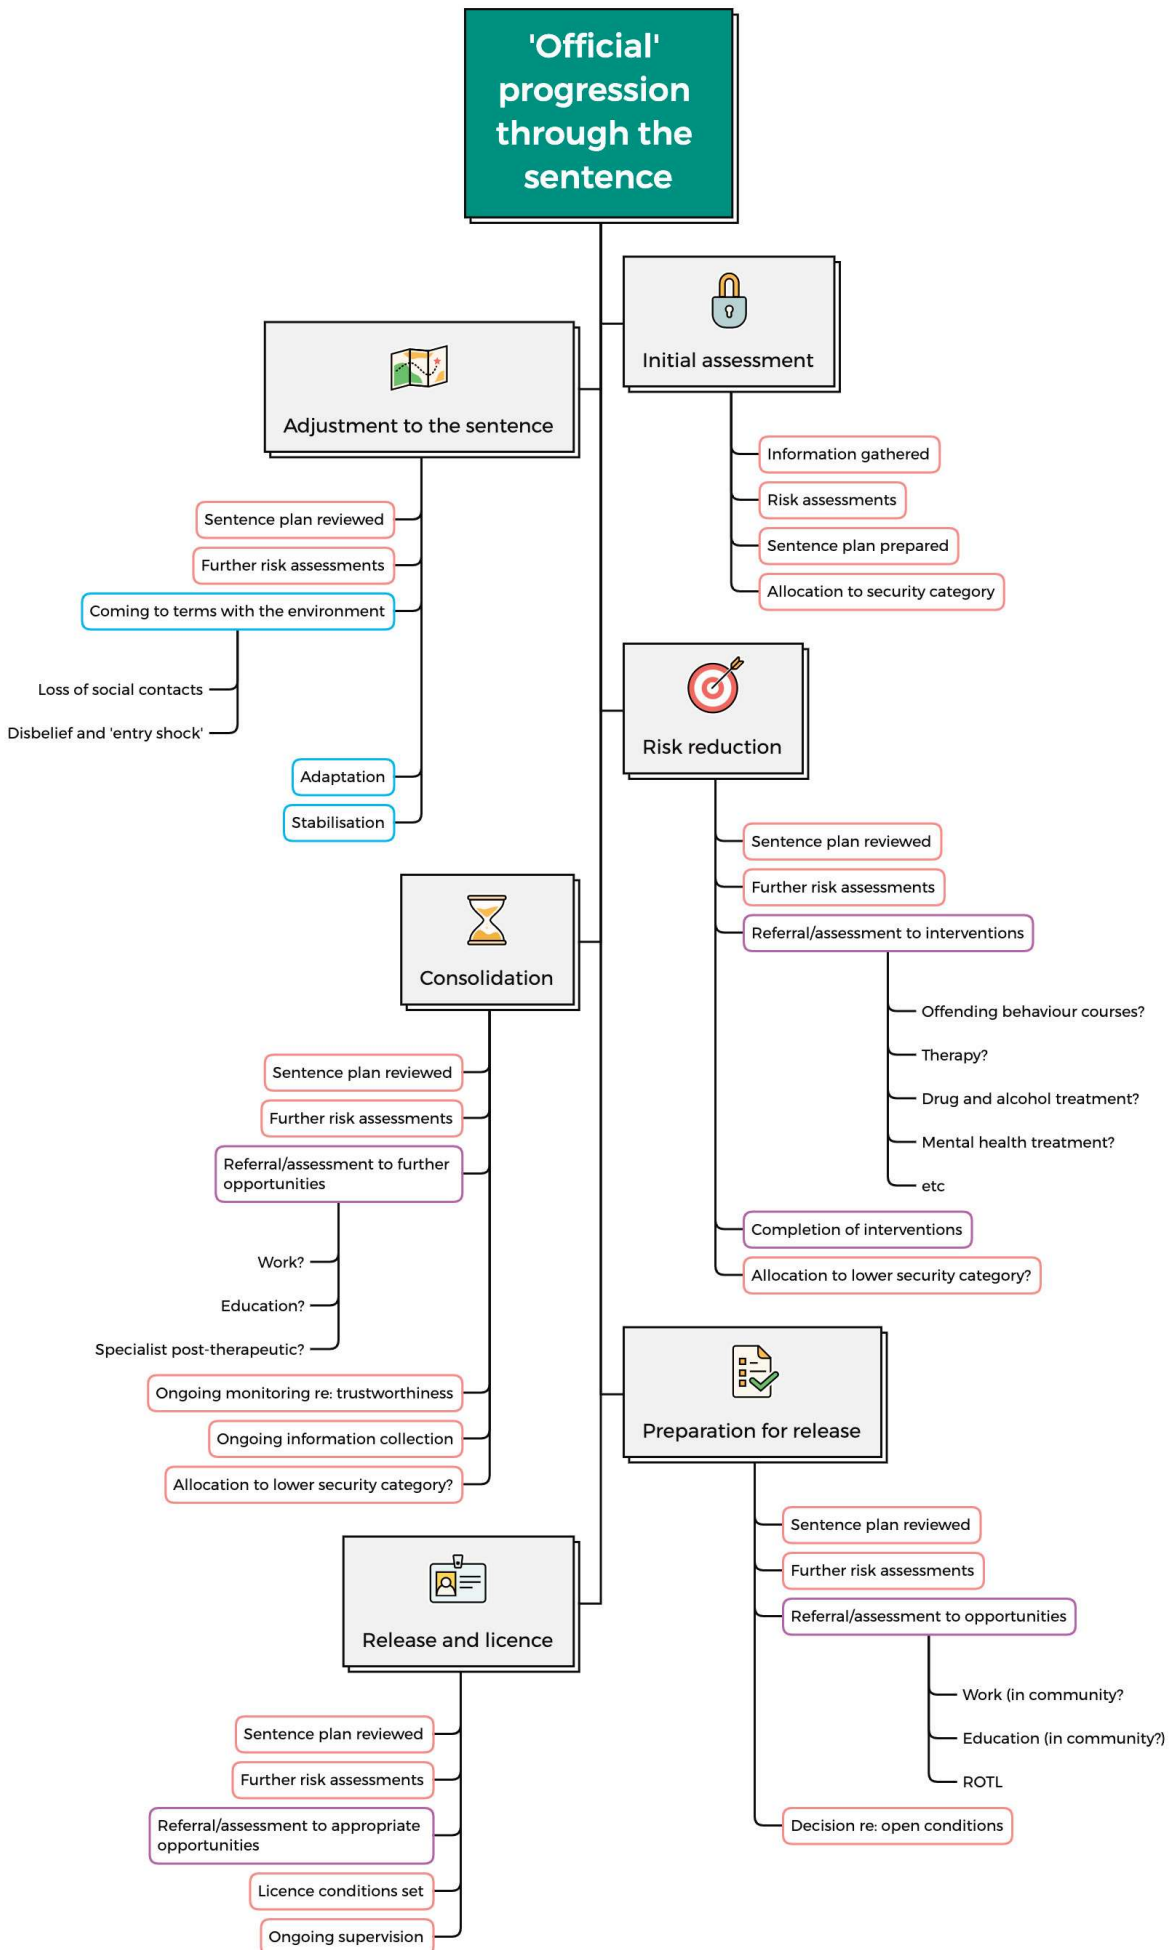 'Official'
progression
through the
sentence
Initial assessment
Information gathered
Risk assessments
Sentence plan prepared
Allocation to security category
Adjustment to the sentence
Sentence plan reviewed
Further risk assessments
Coming to terms with the environment
Loss of social contacts
Disbelief and 'entry shock'
Adaptation
Stabilisation
Risk reduction
Sentence plan reviewed
Further risk assessments
Referral/assessment to interventions
Offending behaviour courses?
Therapy?
Drug and alcohol treatment?
Mental health treatment?
etc
Completion of interventions
Allocation to lower security category?
Consolidation
Sentence plan reviewed
Further risk assessments
Referral/assessment to further
opportunities
Work?
Education?
Specialist post-therapeutic?
Ongoing monitoring re: trustworthiness
Ongoing information collection
Allocation to lower security category?
Preparation for release
Sentence plan reviewed
Further risk assessments
Referral/assessment to opportunities
Work (in community?
Education (in community?)
ROTL
Decision re: open conditions
Release and licence
Sentence plan reviewed
Further risk assessments
Referral/assessment to appropriate
opportunities
Licence conditions set
Ongoing supervision